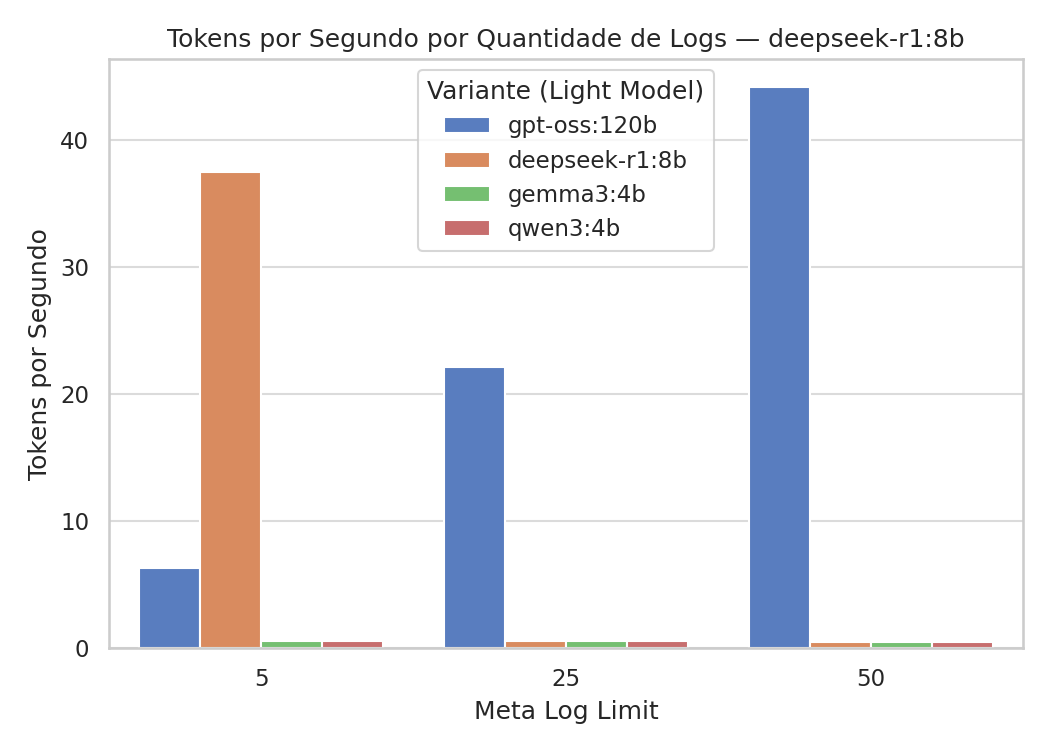 Tokens por Segundo por Quantidade de Logs — deepseek-r1:8b
Variante (Light Model)
gpt-oss:120b
deepseek-r1:8b
gemma3:4b
qwen3:4b
Tokens por Segundo
40
30
20
10
0
5
25
50
Meta Log Limit